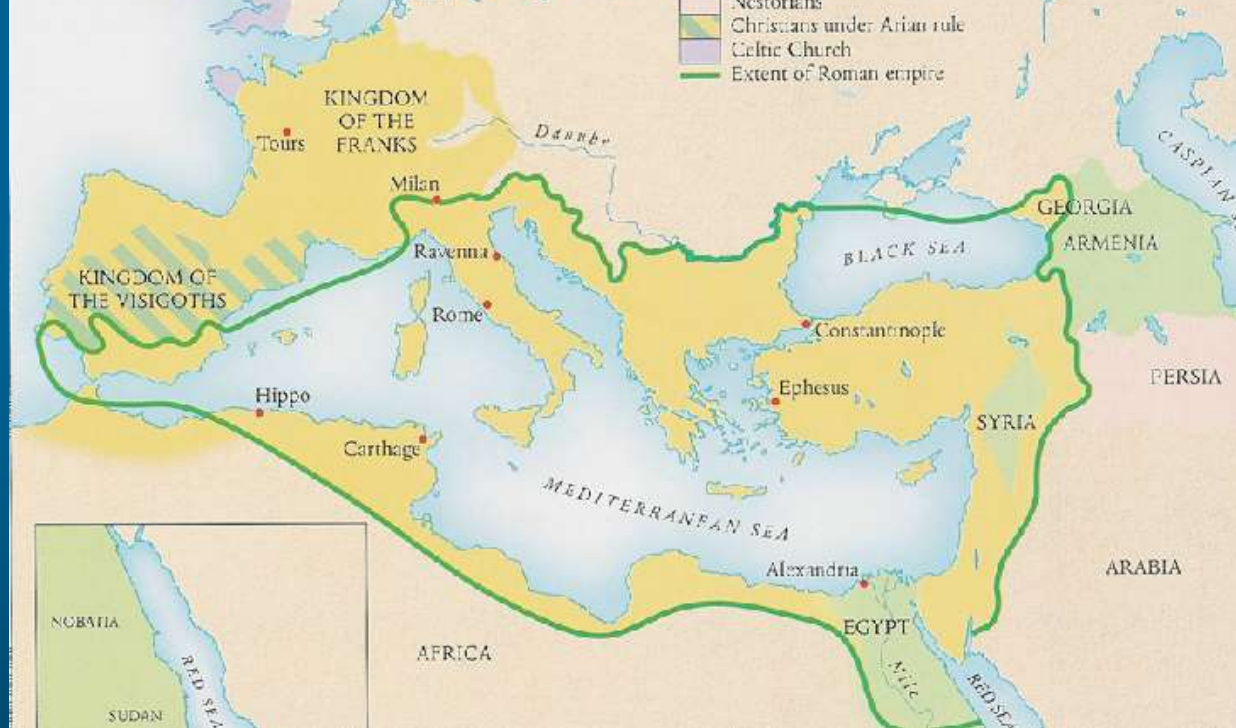 Nestorians
Christians under Arian rule
Celtic Church
Extent of Roman empire
KINGDOM
OF THE
FRANKS
Tours
Danube
CASPIAN
Milan
GEORGIA
ARMENIA
BLACK SEA
Ravenna
KINGDOM OF
THE VISIGOTHS
Rome
Constantinople
PERSIA
Ephesus
Hippo
SYRIA
Carthage
MEDITERRANEAN SEA
Alexandria
ARABIA
EGYPT
NOBATIA
AFRICA
Nile
RED SEA
RED SEA
SUDAN